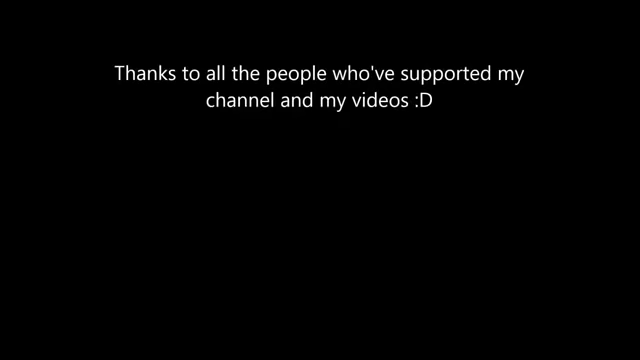 Thanks to all the people who've supported my
channel and my videos :D